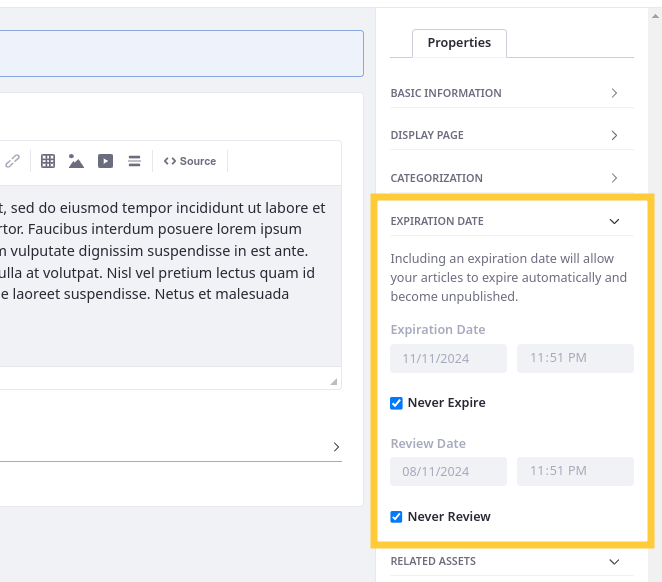 Properties
BASIC INFORMATION
DISPLAY PAGE
CATEGORIZATION
EXPIRATION DATE
Including an expiration date will allow
your articles to expire automatically and
become unpublished.
Expiration Date
11/11/2024 11:51 PM
Never Expire
Review Date
08/11/2024 11:51 PM
Never Review
RELATED ASSETS
Source
t, sed do eiusmod tempor incididunt ut labore et
rtor. Faucibus interdum posuere lorem ipsum
m vulputate dignissim suspendisse in est ante.
ulla at volutpat. Nisl vel pretium lectus quam id
e laoreet suspendisse. Netus et malesuada